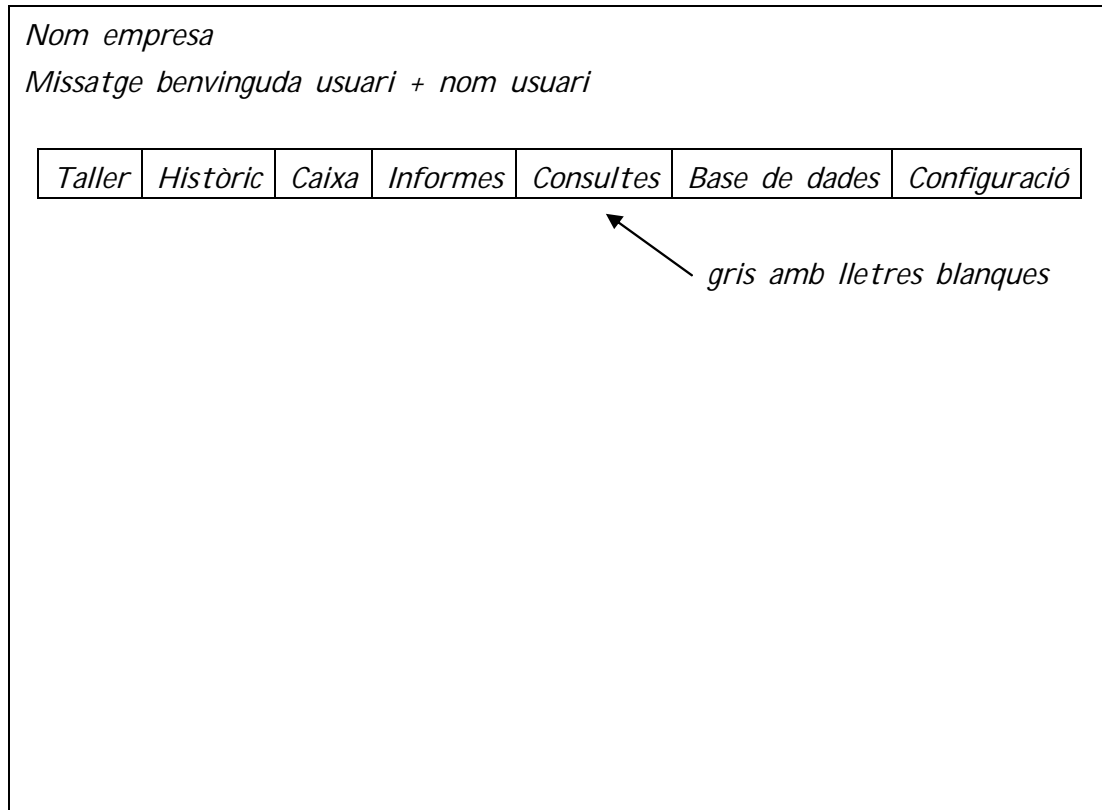 Nom empresa
Missatge benvinguda usuari + nom usuari
Taller Històric Caixa Informes Consultes Base de dades Configuració
gris amb lletres blanques